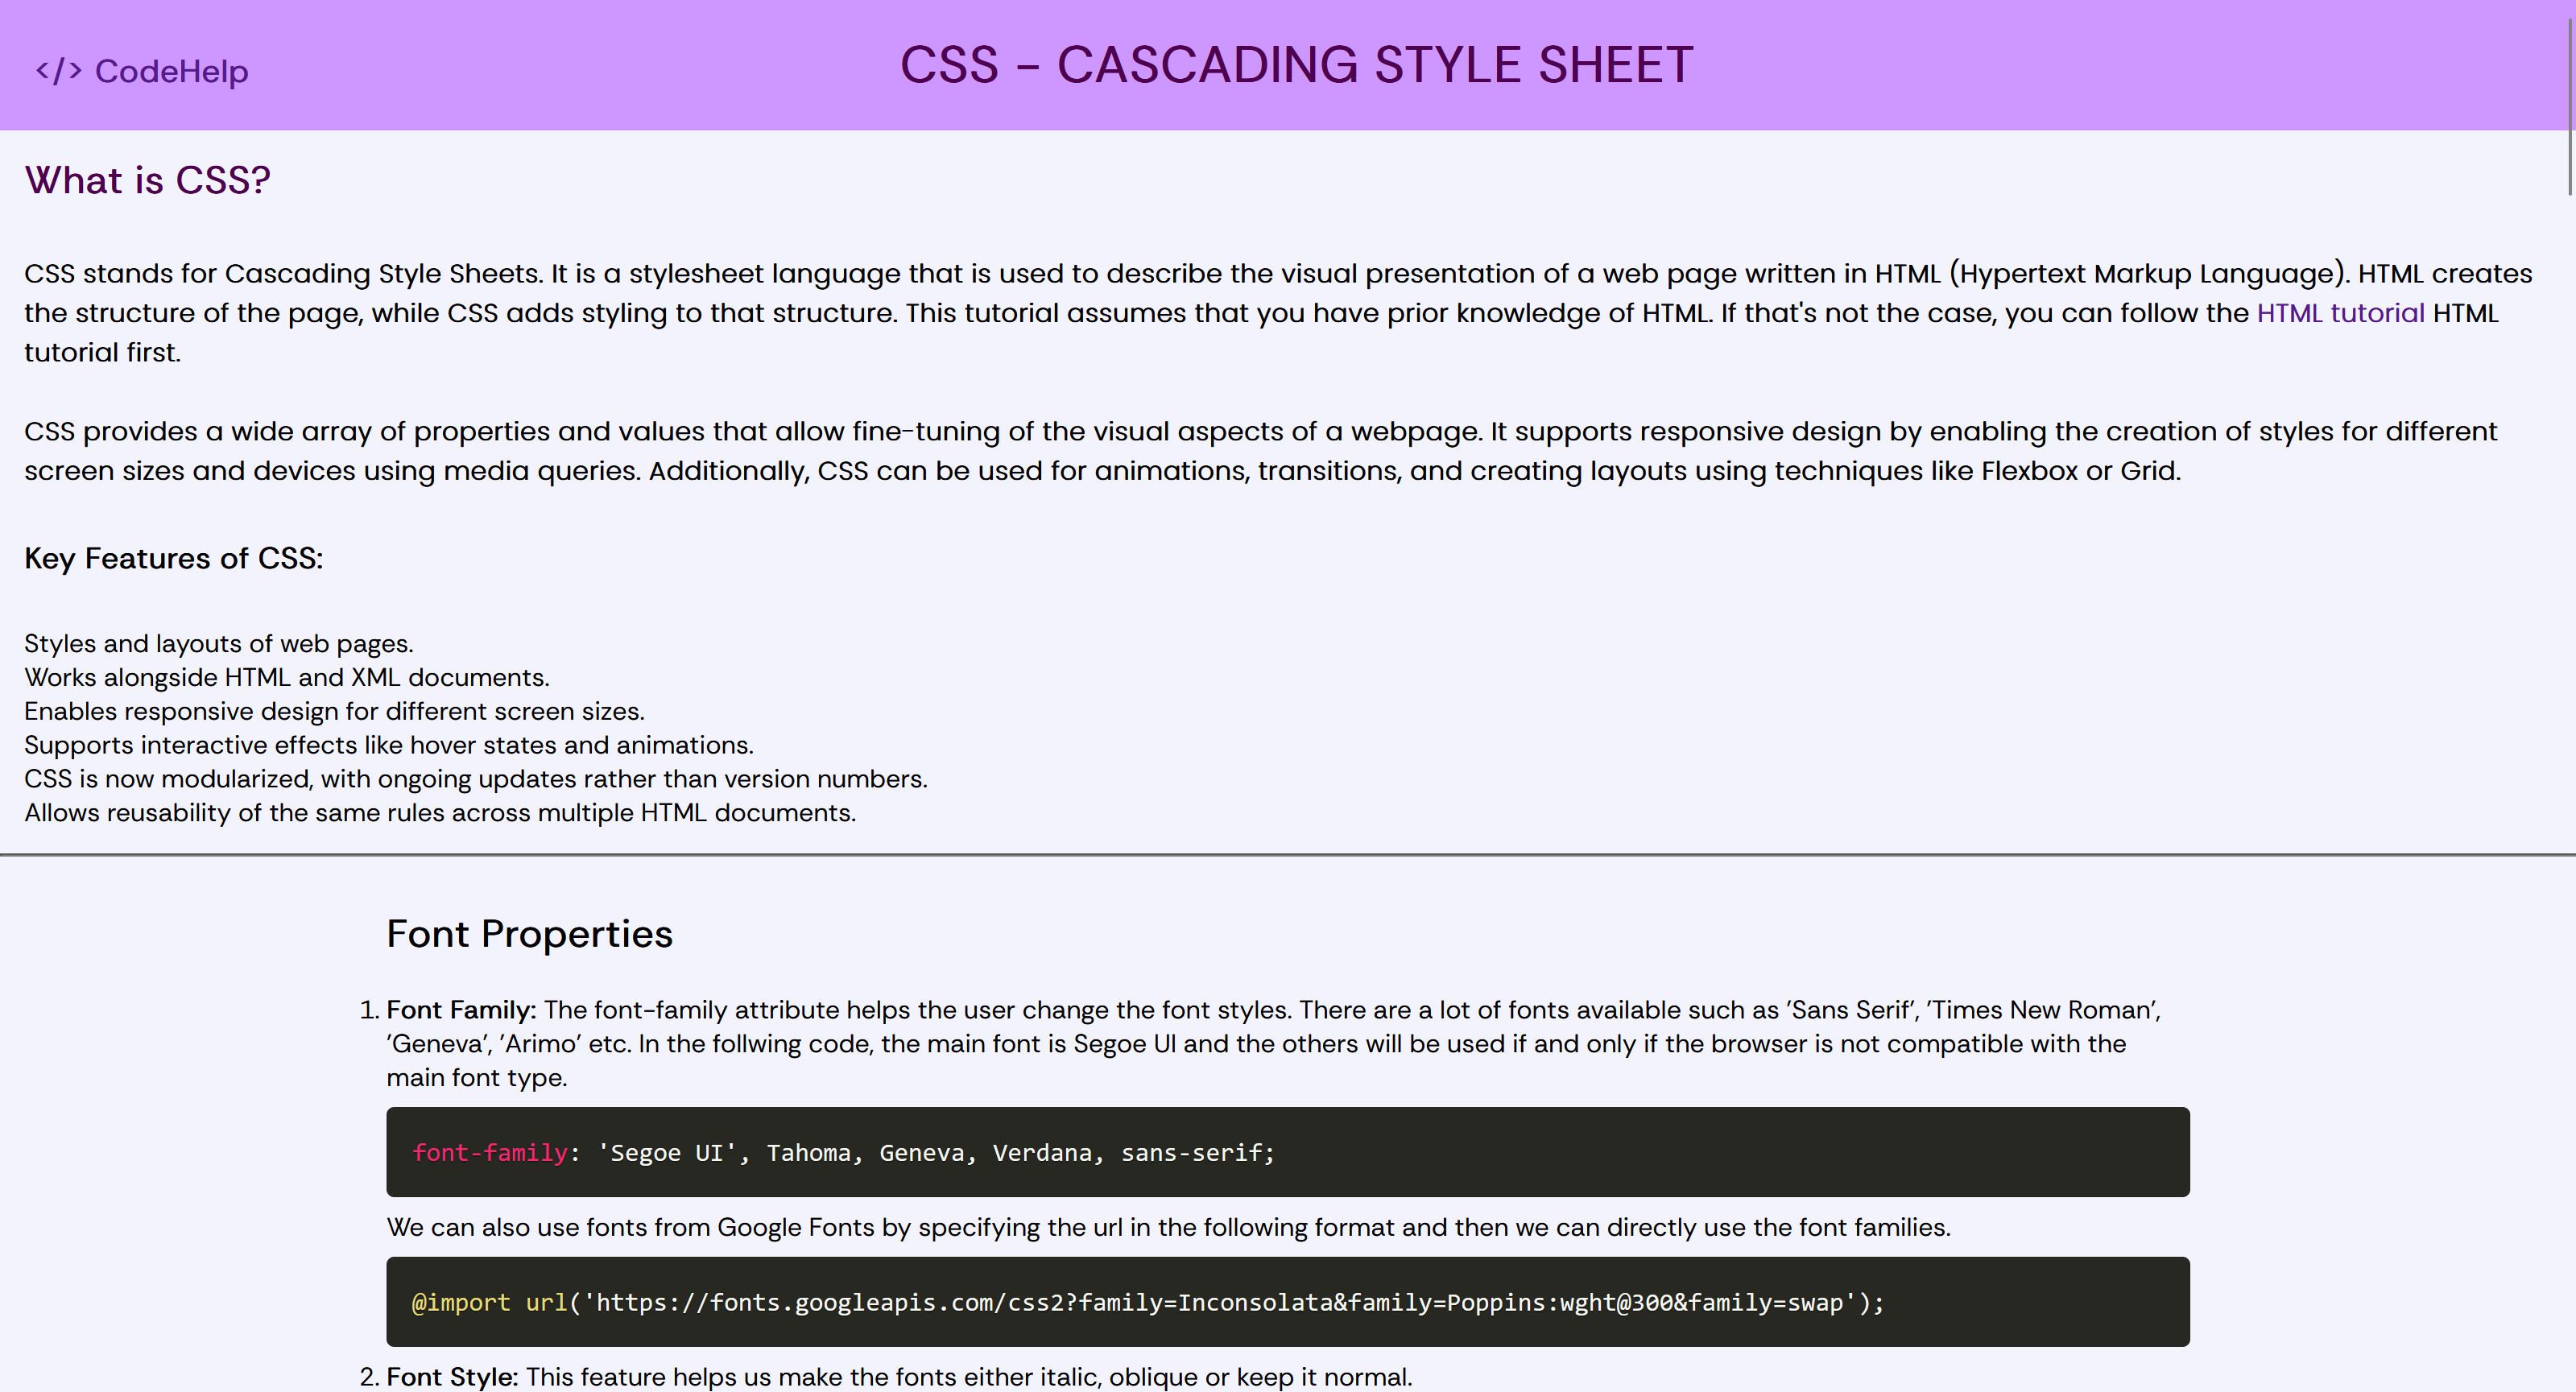 </> CodeHelp
CSS - CASCADING STYLE SHEET
What is CSS?
CSS stands for Cascading Style Sheets. It is a stylesheet language that is used to describe the visual presentation of a web page written in HTML (Hypertext Markup Language). HTML creates
the structure of the page, while CSS adds styling to that structure. This tutorial assumes that you have prior knowledge of HTML. If that's not the case, you can follow the HTML tutorial HTML
tutorial first.
CSS provides a wide array of properties and values that allow fine-tuning of the visual aspects of a webpage. It supports responsive design by enabling the creation of styles for different
screen sizes and devices using media queries. Additionally, CSS can be used for animations, transitions, and creating layouts using techniques like Flexbox or Grid.
Key Features of CSS:
Styles and layouts of web pages.
Works alongside HTML and XML documents.
Enables responsive design for different screen sizes.
Supports interactive effects like hover states and animations.
CSS is now modularized, with ongoing updates rather than version numbers.
Allows reusability of the same rules across multiple HTML documents.
Font Properties
1. Font Family: The font-family attribute helps the user change the font styles. There are a lot of fonts available such as 'Sans Serif', 'Times New Roman',
'Geneva', 'Arimo' etc. In the follwing code, the main font is Segoe UI and the others will be used if and only if the browser is not compatible with the
main font type.
font-family: 'Segoe UI', Tahoma, Geneva, Verdana, sans-serif;
We can also use fonts from Google Fonts by specifying the url in the following format and then we can directly use the font families.
@import url('https://fonts.googleapis.com/css2?family=Inconsolata&family=Poppins:wght@300&family=swap');
2. Font Style: This feature helps us make the fonts either italic, oblique or keep it normal.